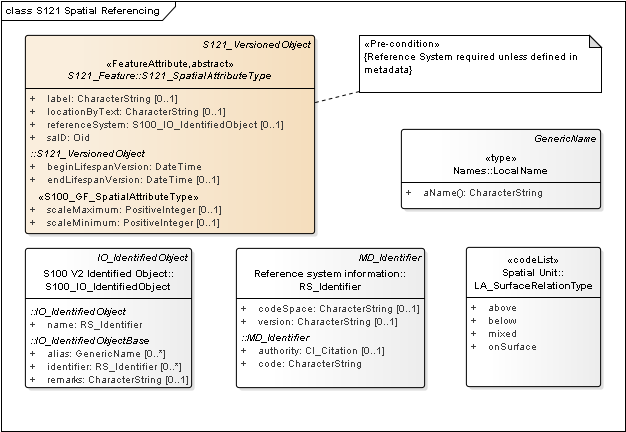 class S121 Spatial Referencing
S121_VersionedObject
«FeatureAttribute,abstract»
S121_Feature::S121_SpatialAttributeType
+ label: CharacterString [0..1]
+ locationByText: CharacterString [0..1]
+ referenceSystem: S100_IO_IdentifiedObject [0..1]
+ saID: Oid
::S121_VersionedObject
+ beginLifespanVersion: DateTime
+ endLifespanVersion: DateTime [0..1]
«S100_GF_SpatialAttributeType»
+ scaleMaximum: PositiveInteger [0..1]
+ scaleMinimum: PositiveInteger [0..1]
«Pre-condition»
{Reference System required unless defined in
metadata}
GenericName
«type»
Names::LocalName
+ aName(): CharacterString
IO_IdentifiedObject
S100 V2 Identified Object::
S100_IO_IdentifiedObject
::IO_IdentifiedObject
+ name: RS_Identifier
::IO_IdentifiedObjectBase
+ alias: GenericName [0..*]
+ identifier: RS_Identifier [0..*]
+ remarks: CharacterString [0..1]
MD_Identifier
Reference system information::
RS_Identifier
+ codeSpace: CharacterString [0..1]
+ version: CharacterString [0..1]
::MD_Identifier
+ authority: CI_Citation [0..1]
+ code: CharacterString
«codeList»
Spatial Unit::
LA_SurfaceRelationType
+ above
+ below
+ mixed
+ onSurface